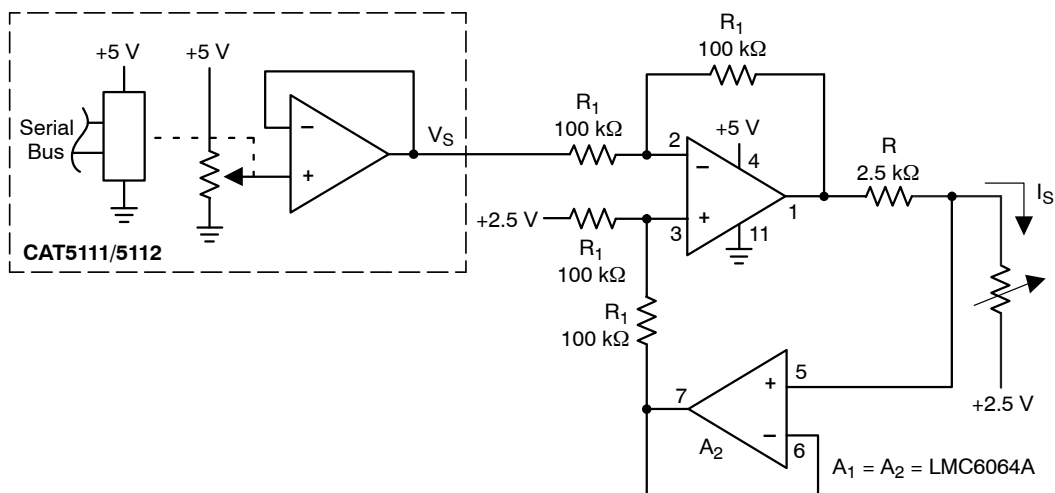 +5 V
+5 V
Serial
Bus
VS
CAT5111/5112
R1
100 kΩ
R1
100 kΩ
+5 V
2
4
−
+
+2.5 V
3
11
1
R1
100 kΩ
R
2.5 kΩ
IS
R1
100 kΩ
−
+
+2.5 V
7
5
+
−
6
A2
A1 = A2 = LMC6064A